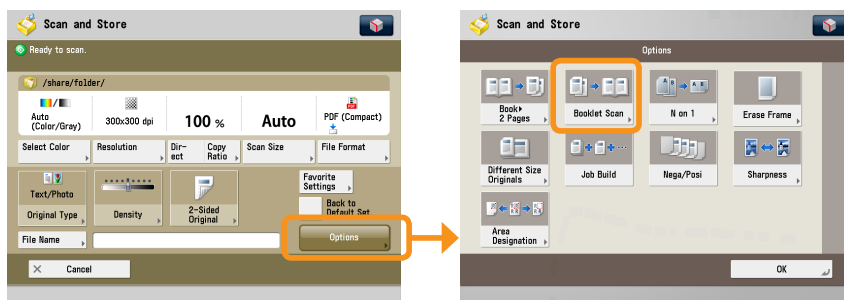 Scan and Store
Ready to scan.
/share/folder/
Auto
(Color/Gray)
300x300 dpi
100 %
Auto
PDF (Compact)
Select Color
Resolution
Dir-
ect
Copy
Ratio
Scan Size
File Format
Text/Photo
Original Type
Density
2-Sided
Original
Favorite
Settings
Back to
Default Set.
File Name
Options
× Cancel
Scan and Store
Options
Book
2 Pages
Booklet Scan
N on 1
Erase Frame
Different Size
Originals
Job Build
Nega/Posi
Sharpness
Area
Designation
OK